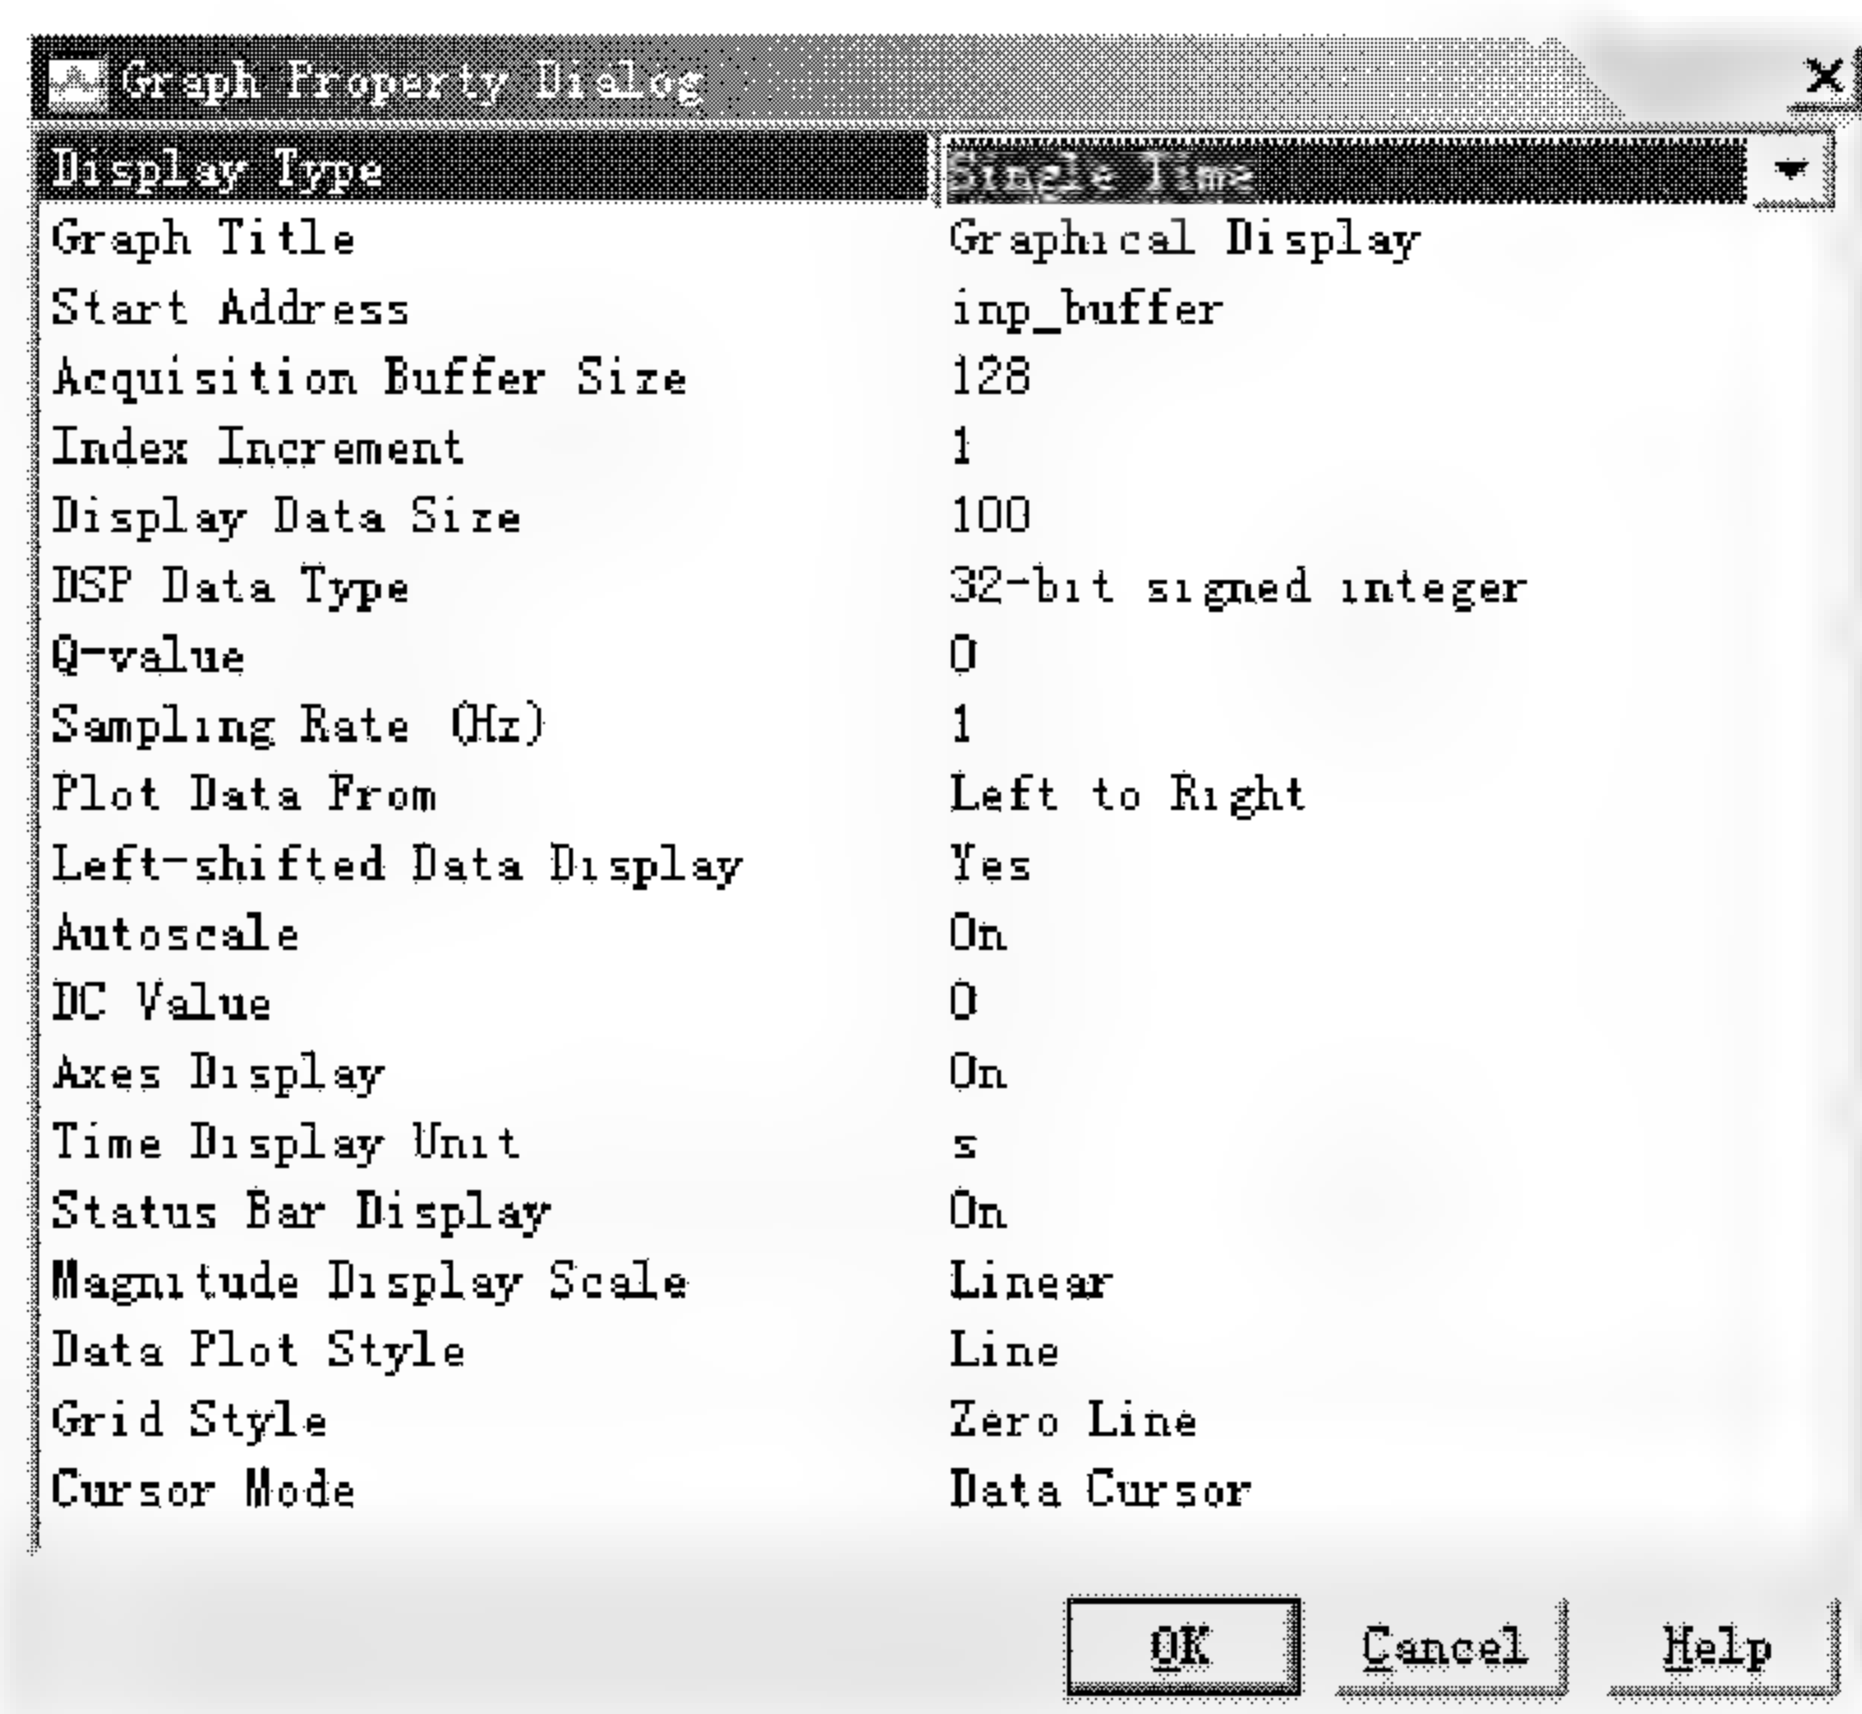 Graph Property Dialog
Display Type Single Time
Graph Title Graphical Display
Start Address inp_buffer
Acquisition Buffer Size 128
Index Increment 1
Display Data Size 100
DSP Data Type 32-bit signed integer
Q-value 0
Sampling Rate (Hz) 1
Plot Data From Left to Right
Left-shifted Data Display Yes
Autoscale On
DC Value 0
Axes Display On
Time Display Unit s
Status Bar Display On
Magnitude Display Scale Linear
Data Plot Style Line
Grid Style Zero Line
Cursor Mode Data Cursor
OK Cancel Help